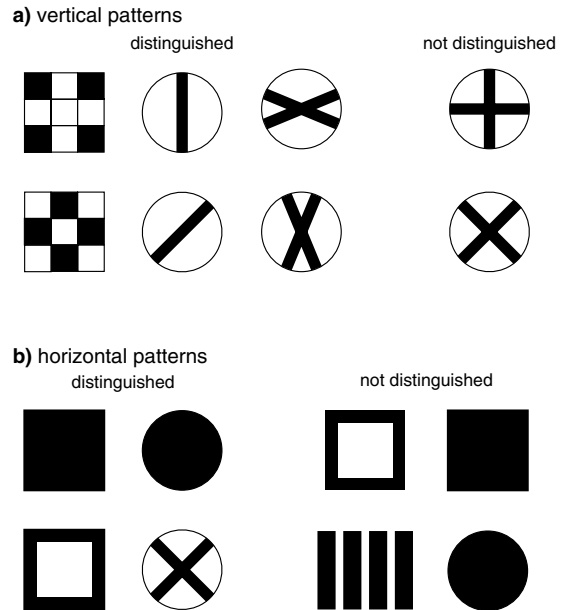 a) vertical patterns
distinguished
not distinguished
b) horizontal patterns
distinguished
not distinguished